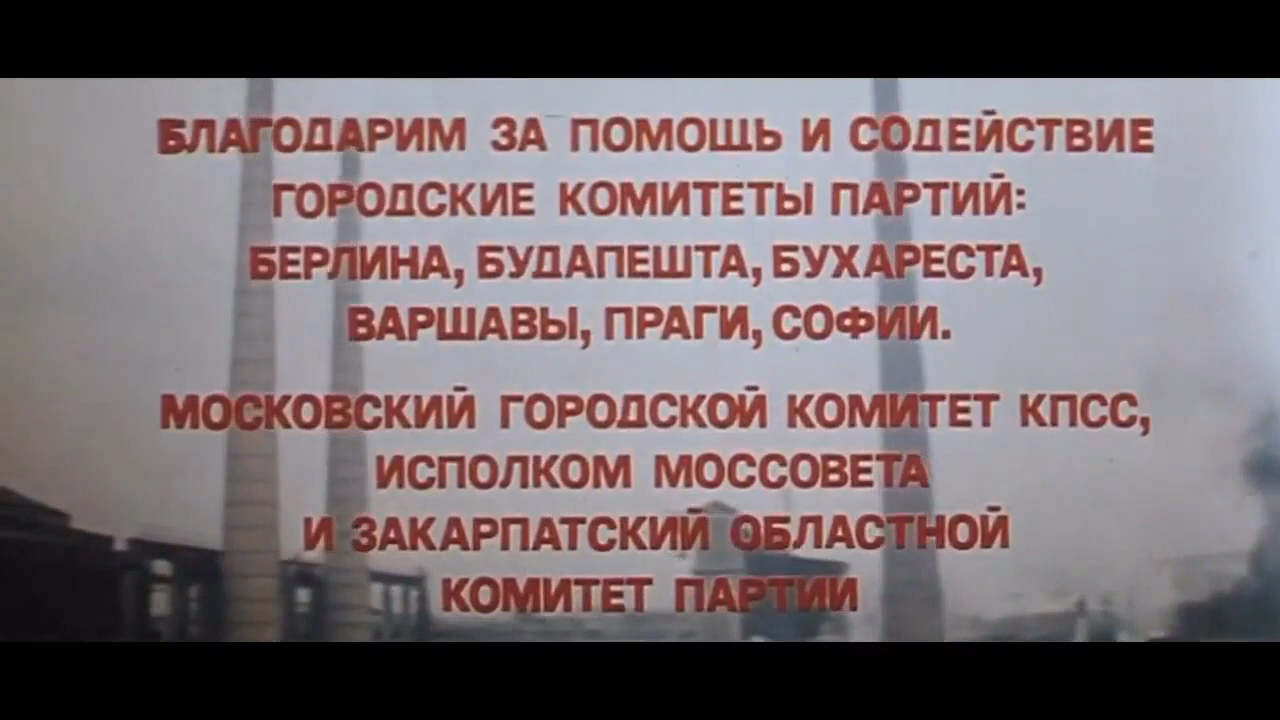 БЛАГОДАРИМ ЗА ПОМОЩЬ И СОДЕЙСТВИЕ
ГОРОДСКИЕ КОМИТЕТЫ ПАРТИЙ:
БЕРЛИНА, БУДАПЕШТА, БУХАРЕСТА,
ВАРШАВЫ, ПРАГИ, СОФИИ.
МОСКОВСКИЙ ГОРОДСКОЙ КОМИТЕТ КПСС,
ИСПОЛКОМ МОССОВЕТА
И ЗАКАРПАТСКИЙ ОБЛАСТНОЙ
КОМИТЕТ ПАРТИИ